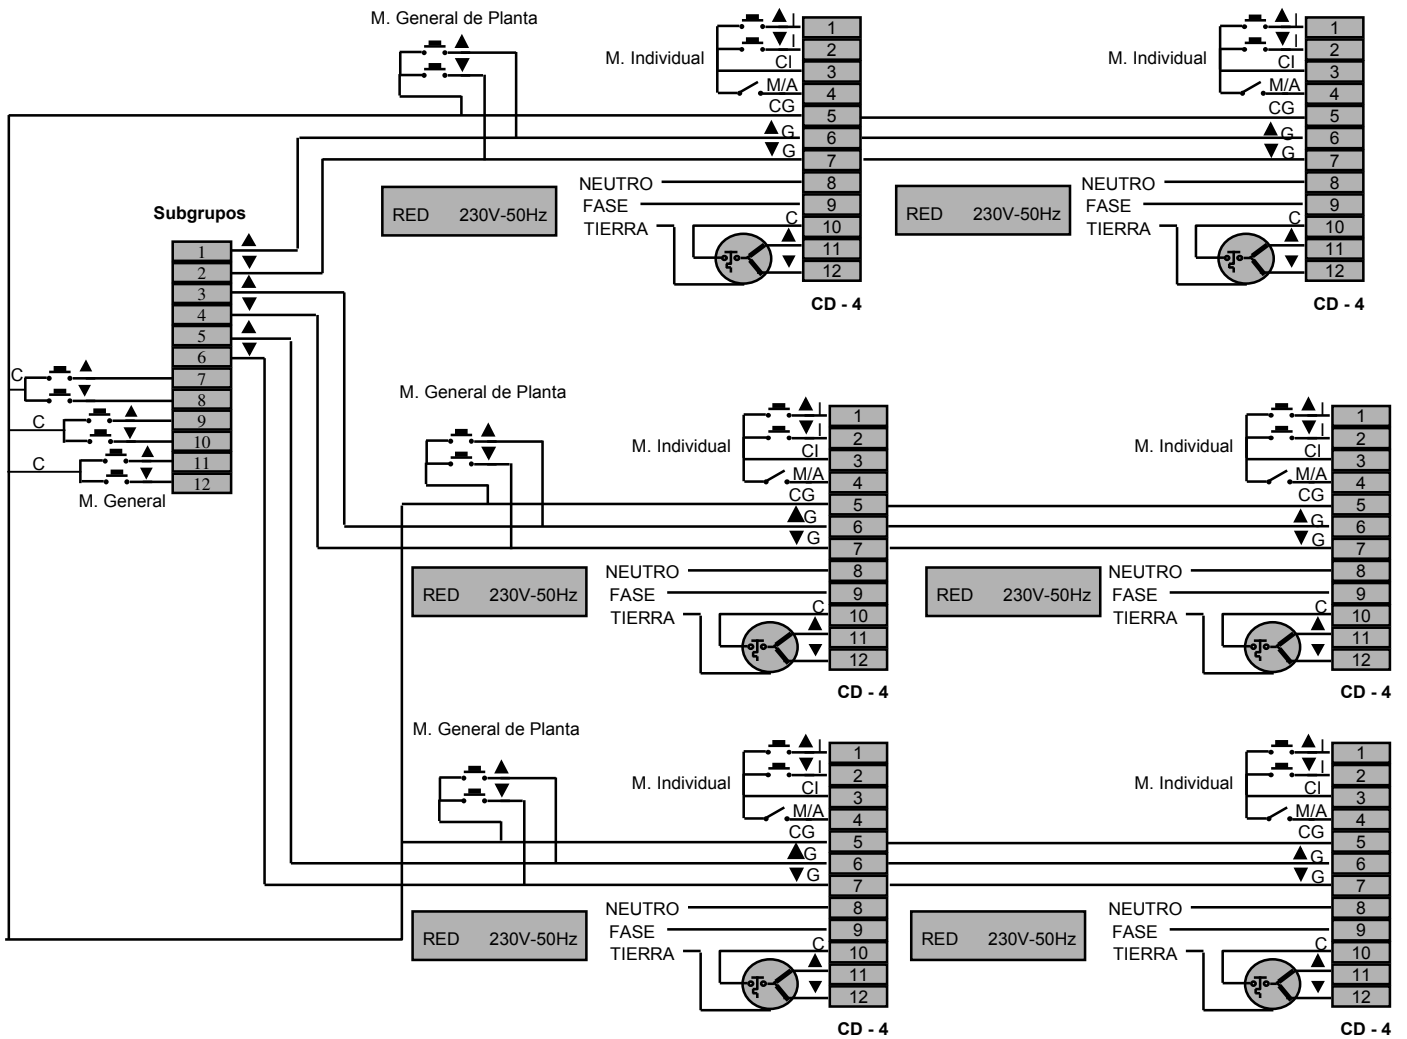 M. General de Planta
M. Individual
▲ I
▼ I
CI
M/A
CG
▲ G
▼ G
1
2
3
4
5
6
7
8
9
10
11
12
NEUTRO
FASE
TIERRA
C
▲
▼
RED 230V-50Hz
CD - 4
M. Individual
▲ I
▼ I
CI
M/A
CG
▲ G
▼ G
1
2
3
4
5
6
7
8
9
10
11
12
NEUTRO
FASE
TIERRA
C
▲
▼
RED 230V-50Hz
CD - 4
Subgrupos
1
2
3
4
5
6
7
8
9
10
11
12
C
C
C
M. General
M. General de Planta
M. Individual
▲ I
▼ I
CI
M/A
CG
▲ G
▼ G
1
2
3
4
5
6
7
8
9
10
11
12
NEUTRO
FASE
TIERRA
C
▲
▼
RED 230V-50Hz
CD - 4
M. Individual
▲ I
▼ I
CI
M/A
CG
▲ G
▼ G
1
2
3
4
5
6
7
8
9
10
11
12
NEUTRO
FASE
TIERRA
C
▲
▼
RED 230V-50Hz
CD - 4
M. General de Planta
M. Individual
▲ I
▼ I
CI
M/A
CG
▲ G
▼ G
1
2
3
4
5
6
7
8
9
10
11
12
NEUTRO
FASE
TIERRA
C
▲
▼
RED 230V-50Hz
CD - 4
M. Individual
▲ I
▼ I
CI
M/A
CG
▲ G
▼ G
1
2
3
4
5
6
7
8
9
10
11
12
NEUTRO
FASE
TIERRA
C
▲
▼
RED 230V-50Hz
CD - 4